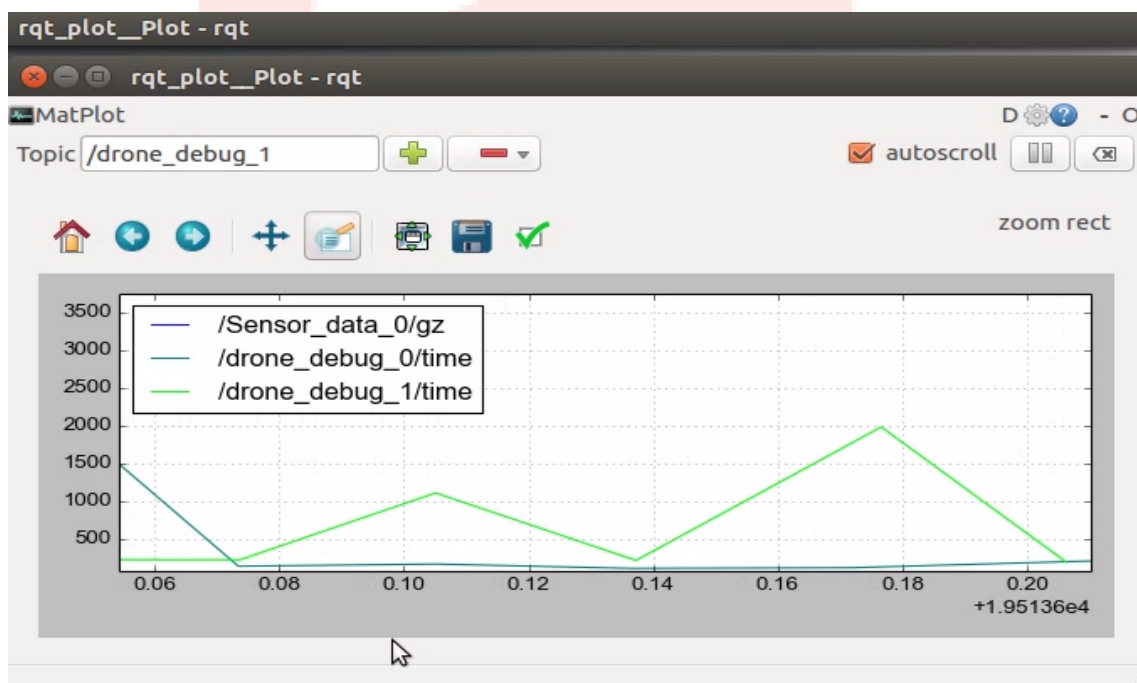 rqt_plot__Plot - rqt
rqt_plot__Plot - rqt
MatPlot D - O
Topic /drone_debug_1 autoscroll
zoom rect
3500
3000
2500
2000
1500
1000
500
/Sensor_data_0/gz
/drone_debug_0/time
/drone_debug_1/time
0.06 0.08 0.10 0.12 0.14 0.16 0.18 0.20
+1.95136e4